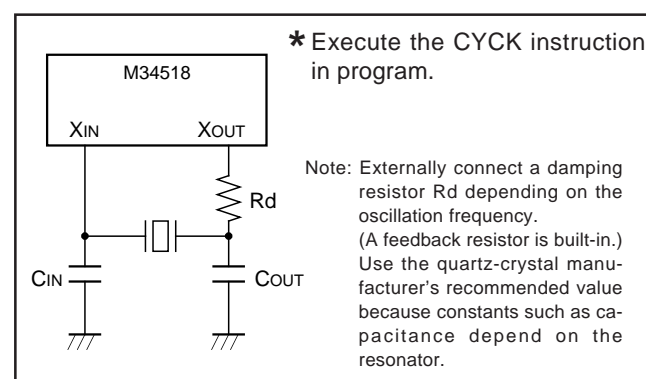 * Execute the CYCK instruction
in program.
M34518
XIN
XOUT
Note: Externally connect a damping
resistor Rd depending on the
oscillation frequency.
(A feedback resistor is built-in.)
Use the quartz-crystal manu-
facturer's recommended value
because constants such as ca-
pacitance depend on the
resonator.
Rd
CIN
COUT